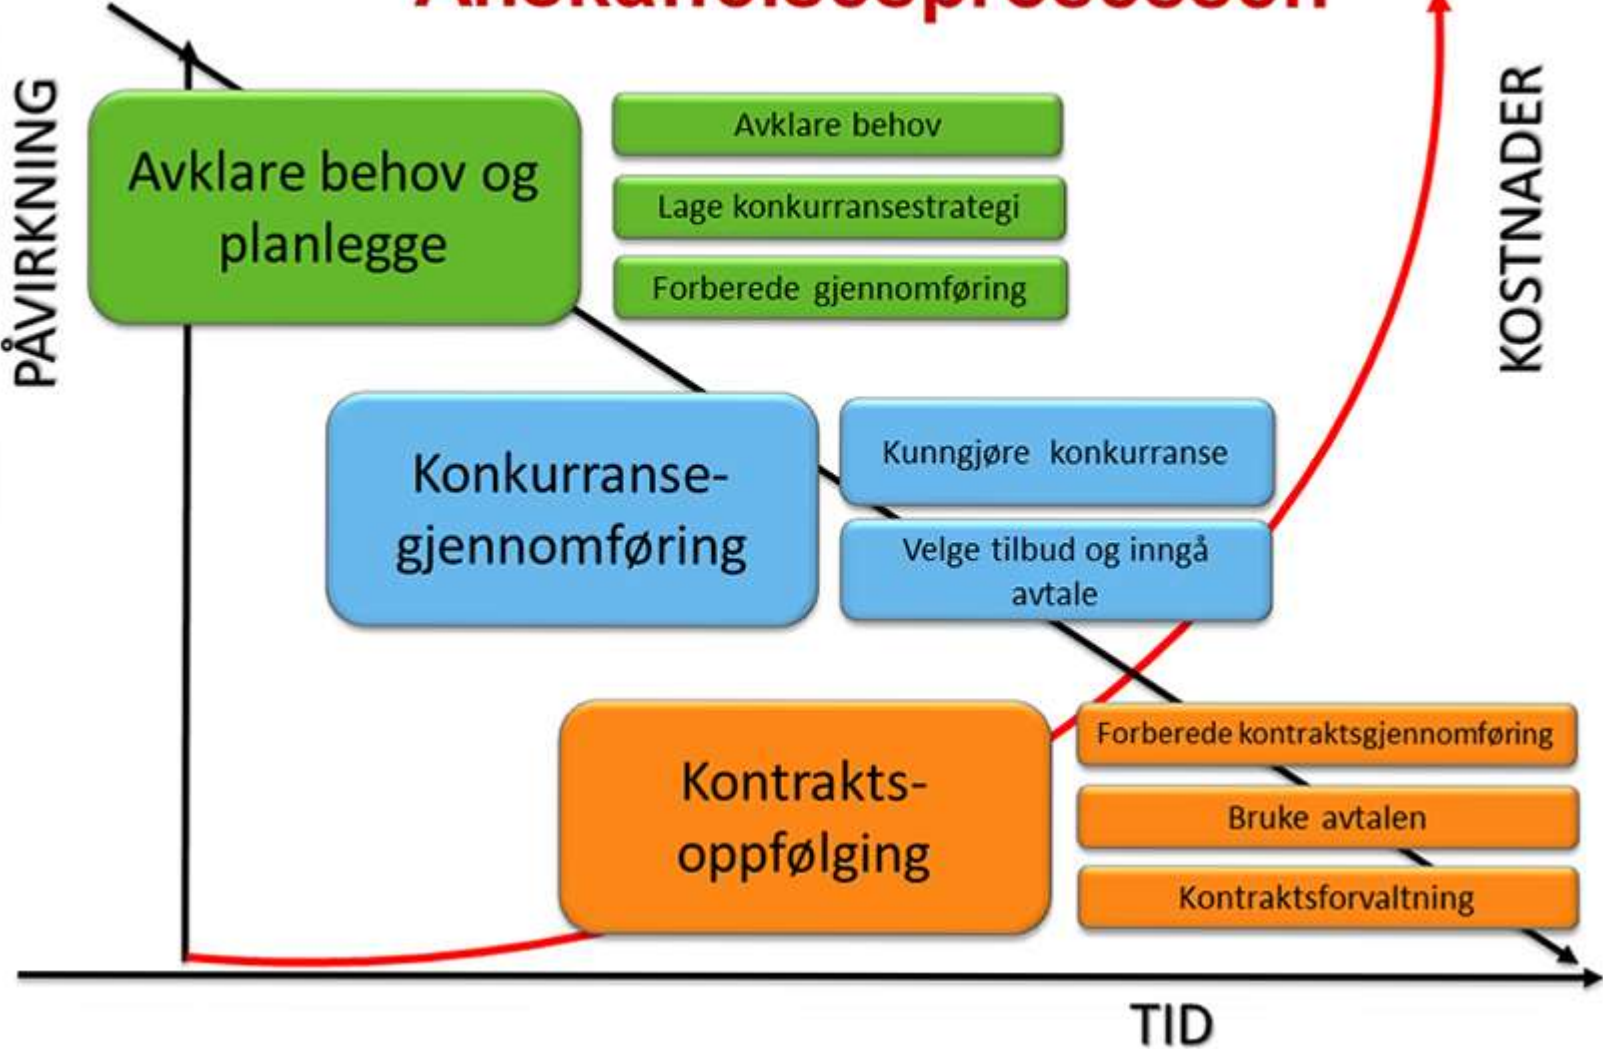 PÅVIRKNING
KOSTNADER
Avklare behov og
planlegge
Avklare behov
Lage konkurransestrategi
Forberede gjennomføring
Konkurranse-
gjennomføring
Kunngjøre konkurranse
Velge tilbud og inngå
avtale
Kontrakts-
oppfølging
Forberede kontraktsgjennomføring
Bruke avtalen
Kontraktsforvaltning
TID